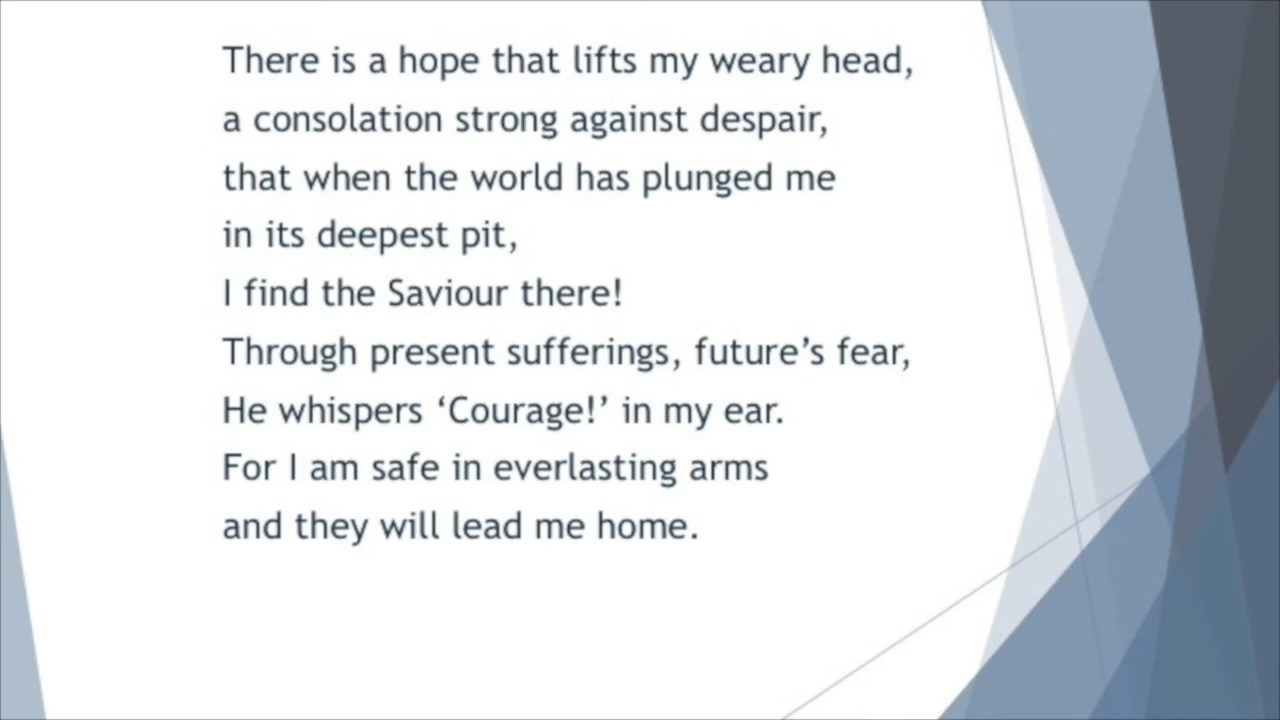 There is a hope that lifts my weary head,
a consolation strong against despair,
that when the world has plunged me
in its deepest pit,
I find the Saviour there!
Through present sufferings, future’s fear,
He whispers ‘Courage!’ in my ear.
For I am safe in everlasting arms
and they will lead me home.